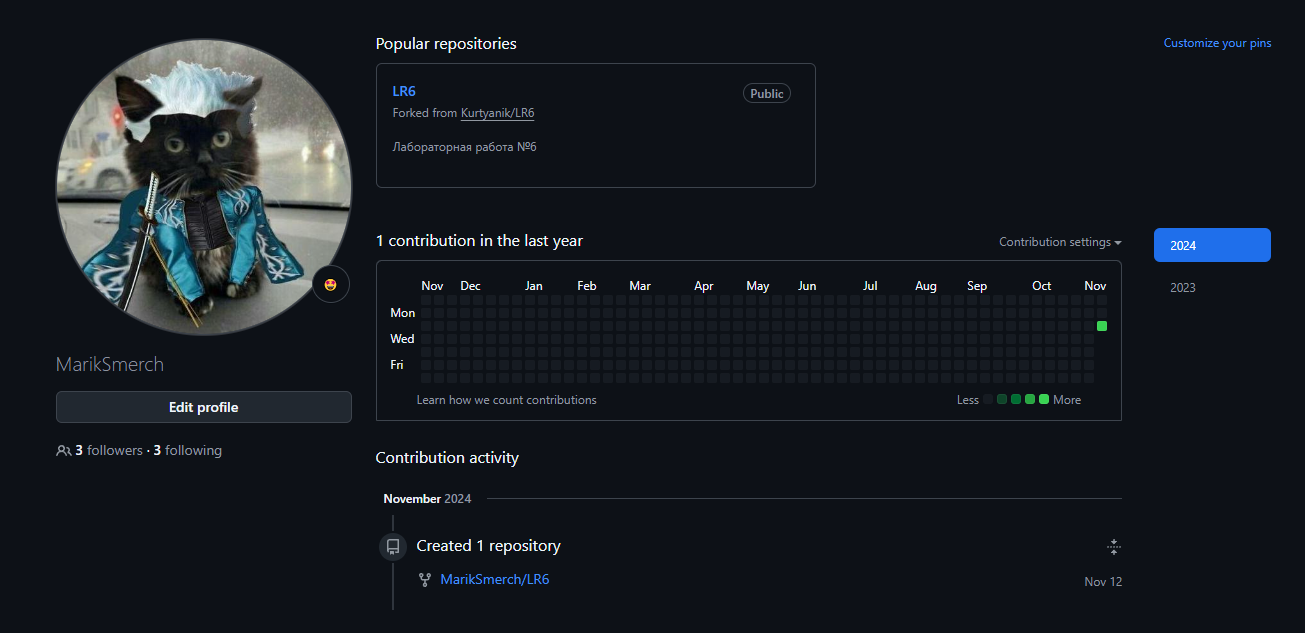 Popular repositories
Customize your pins
LR6
Public
Forked from Kurtyanik/LR6
Лабораторная работа №6
MarikSmerch
Edit profile
3 followers · 3 following
1 contribution in the last year
Contribution settings
2024
2023
Nov Dec Jan Feb Mar Apr May Jun Jul Aug Sep Oct Nov
Mon
Wed
Fri
Learn how we count contributions
Less More
Contribution activity
November 2024
Created 1 repository
MarikSmerch/LR6
Nov 12